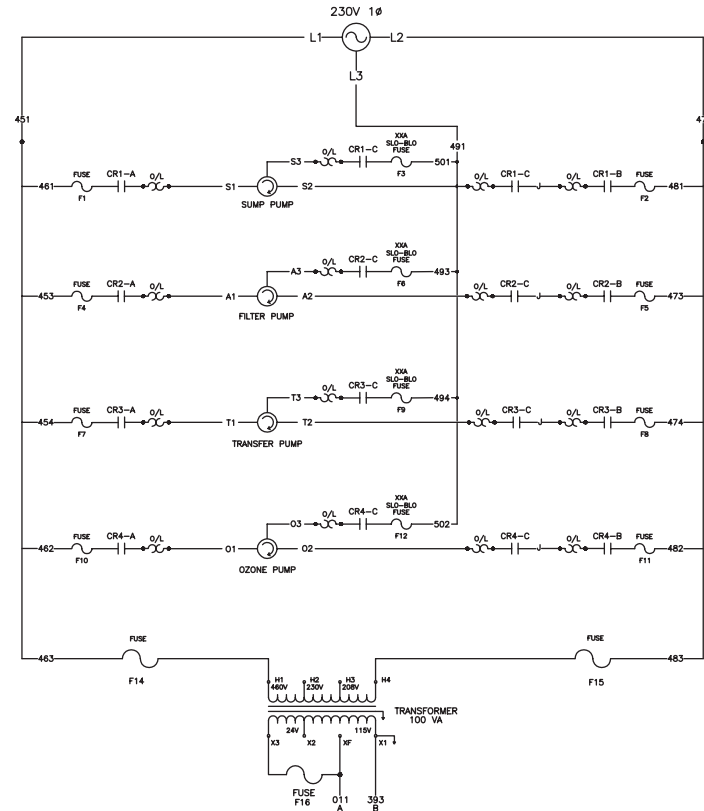 230V 1Ø
L1
L2
L3
451
491
XXA
SLO-BLO
FUSE
F3
S3
O/L
CR1-C
501
461
FUSE
F1
CR1-A
O/L
S1
S2
SUMP PUMP
O/L
CR1-C
J
O/L
CR1-B
FUSE
F2
481
XXA
SLO-BLO
FUSE
F6
A3
O/L
CR2-C
493
453
FUSE
F4
CR2-A
O/L
A1
A2
FILTER PUMP
O/L
CR2-C
J
O/L
CR2-B
FUSE
F5
473
XXA
SLO-BLO
FUSE
F9
T3
O/L
CR3-C
494
454
FUSE
F7
CR3-A
O/L
T1
T2
TRANSFER PUMP
O/L
CR3-C
J
O/L
CR3-B
FUSE
F8
474
XXA
SLO-BLO
FUSE
F12
O3
O/L
CR4-C
502
462
FUSE
F10
CR4-A
O/L
O1
O2
OZONE PUMP
O/L
CR4-C
J
O/L
CR4-B
FUSE
F11
482
463
FUSE
F14
FUSE
F15
483
H1
460V
H2
230V
H3
208V
H4
TRANSFORMER
100 VA
24V
115V
X3
X2
XF
X1
FUSE
F16
011
A
393
B